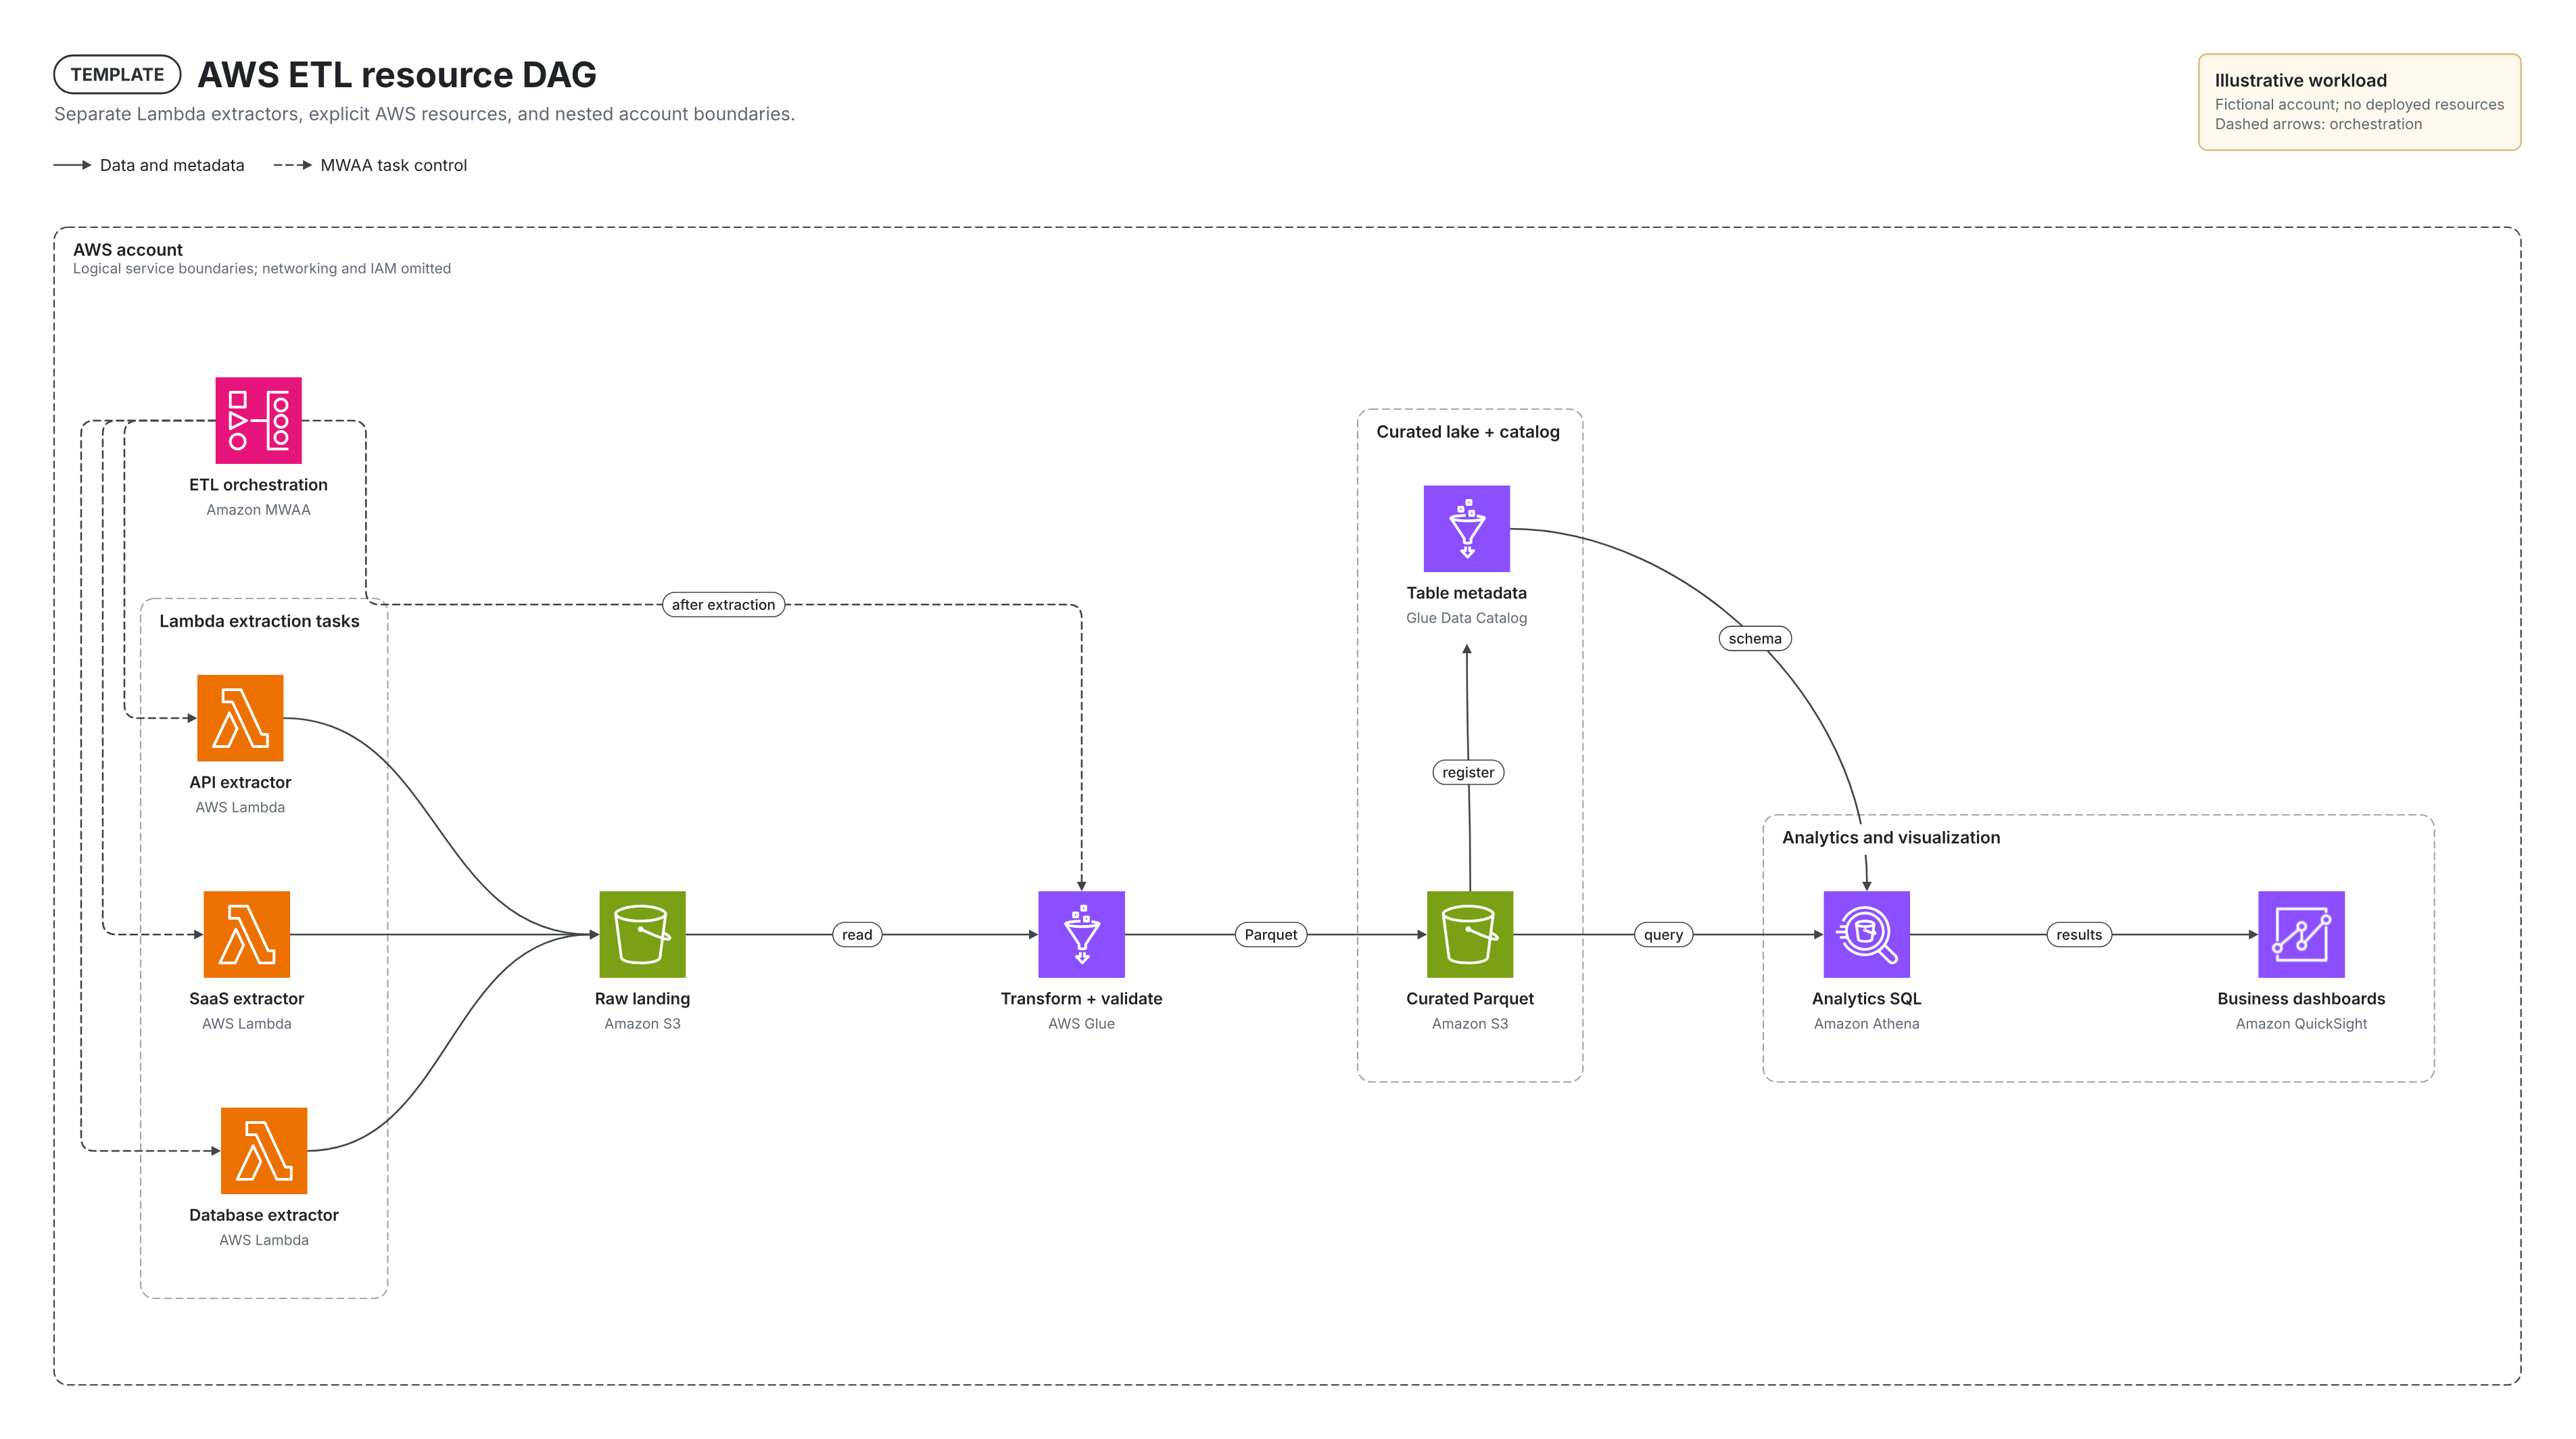 TEMPLATE
AWS ETL resource DAG
Separate Lambda extractors, explicit AWS resources, and nested account boundaries.
Data and metadata
MWAA task control
Illustrative workload
Fictional account; no deployed resources
Dashed arrows: orchestration
AWS account
Logical service boundaries; networking and IAM omitted
ETL orchestration
Amazon MWAA
after extraction
Lambda extraction tasks
API extractor
AWS Lambda
SaaS extractor
AWS Lambda
Database extractor
AWS Lambda
Raw landing
Amazon S3
read
Transform + validate
AWS Glue
Parquet
Curated lake + catalog
Table metadata
Glue Data Catalog
register
Curated Parquet
Amazon S3
schema
query
Analytics and visualization
Analytics SQL
Amazon Athena
results
Business dashboards
Amazon QuickSight